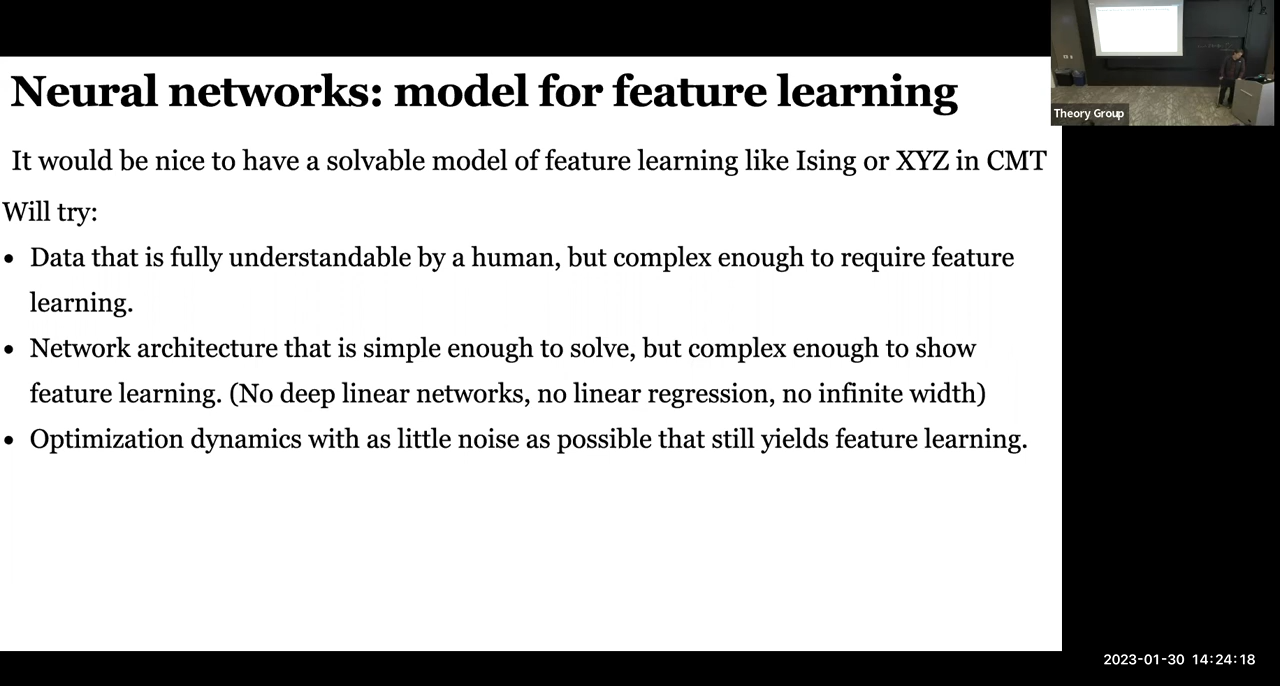 Neural networks: model for feature learning
It would be nice to have a solvable model of feature learning like Ising or XYZ in CMT
Will try:
• Data that is fully understandable by a human, but complex enough to require feature
learning.
• Network architecture that is simple enough to solve, but complex enough to show
feature learning. (No deep linear networks, no linear regression, no infinite width)
• Optimization dynamics with as little noise as possible that still yields feature learning.
Theory Group
2023-01-30 14:24:18